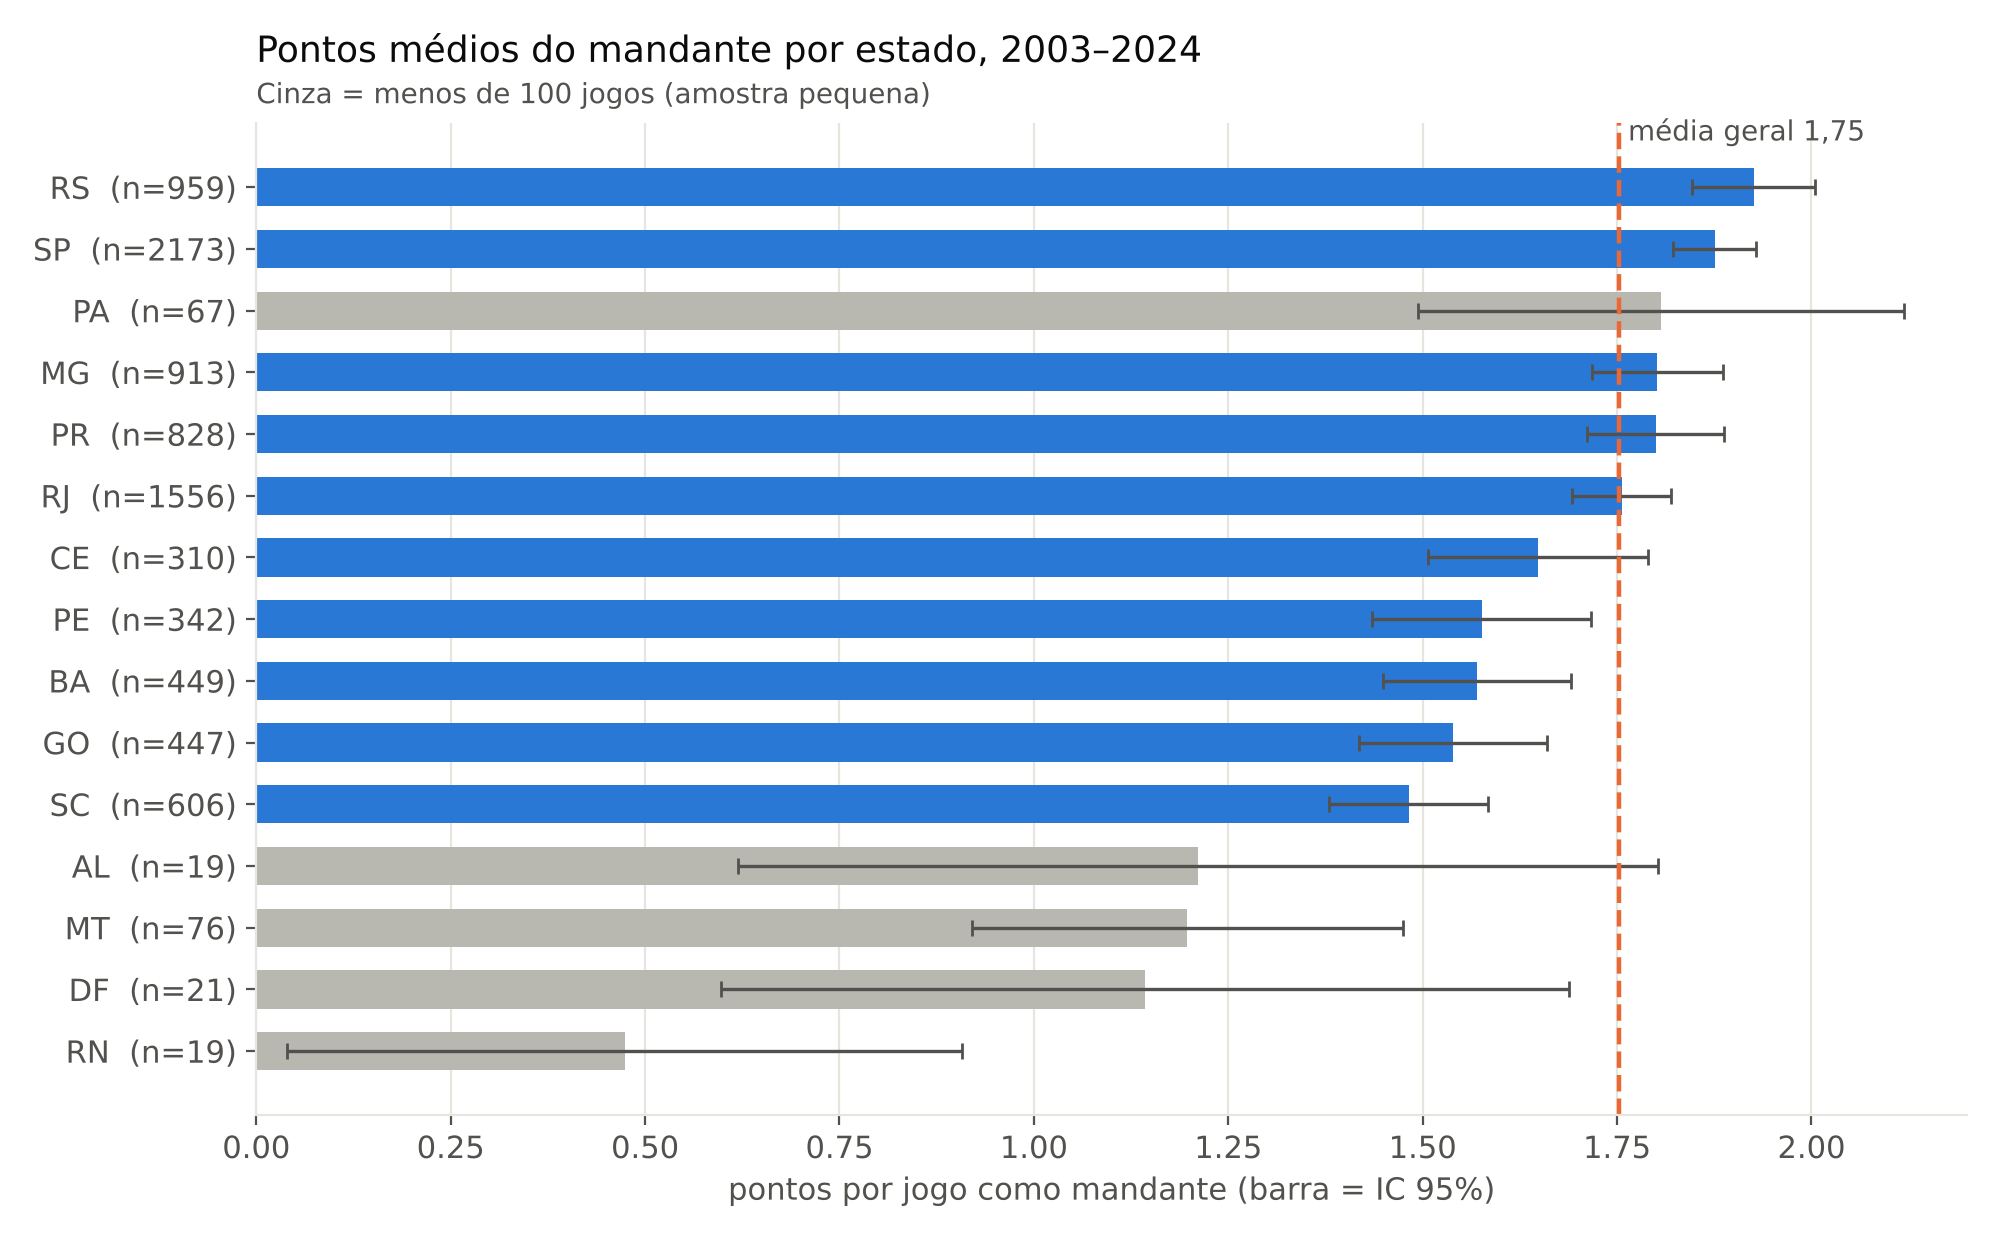 Pontos médios do mandante por estado, 2003–2024
Cinza = menos de 100 jogos (amostra pequena)
média geral 1,75
RS (n=959)
SP (n=2173)
PA (n=67)
MG (n=913)
PR (n=828)
RJ (n=1556)
CE (n=310)
PE (n=342)
BA (n=449)
GO (n=447)
SC (n=606)
AL (n=19)
MT (n=76)
DF (n=21)
RN (n=19)
0.00 0.25 0.50 0.75 1.00 1.25 1.50 1.75 2.00
pontos por jogo como mandante (barra = IC 95%)